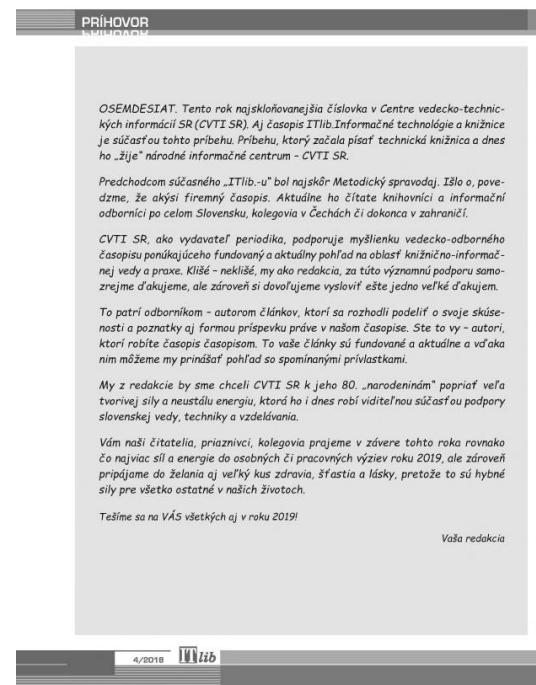 PRÍHOVOR
OSEMDESIAT. Tento rok najskloňovanejšia číslovka v Centre vedecko-technic-
kých informácií SR (CVTI SR). Aj časopis ITlib.Informačné technológie a knižnice
je súčasťou tohto príbehu. Príbehu, ktorý začala písať technická knižnica a dnes
ho „žije“ národné informačné centrum – CVTI SR.
Predchodcom súčasného „ITlib.-u“ bol najskôr Metodický spravodaj. Išlo o, pove-
dzme, že akýsi firemný časopis. Aktuálne ho čítate knihovníci a informační
odborníci po celom Slovensku, kolegovia v Čechách či dokonca v zahraničí.
CVTI SR, ako vydavateľ periodika, podporuje myšlienku vedecko-odborného
časopisu ponúkajúceho fundovaný a aktuálny pohľad na oblasť knižnično-informač-
nej vedy a praxe. Klišé – neklišé, my ako redakcia, za túto významnú podporu samo-
zrejme ďakujeme, ale zároveň si dovoľujeme vysloviť ešte jedno veľké ďakujem.
To patrí odborníkom – autorom článkov, ktorí sa rozhodli podeliť o svoje skúse-
nosti a poznatky aj formou príspevku práve v našom časopise. Ste to vy – autori,
ktorí robíte časopis časopisom. To vaše články sú fundované a aktuálne a vďaka
nim môžeme my prinášať pohľad so spomínanými prívlastkami.
My z redakcie by sme chceli CVTI SR k jeho 80. „narodeninám“ popriať veľa
tvorivej sily a neustálu energiu, ktorá ho i dnes robí viditeľnou súčasťou podpory
slovenskej vedy, techniky a vzdelávania.
Vám naši čitatelia, priaznivci, kolegovia prajeme v závere tohto roka rovnako
čo najviac síl a energie do osobných či pracovných výziev roku 2019, ale zároveň
pripájame do želania aj veľký kus zdravia, šťastia a lásky, pretože to sú hybné
sily pre všetko ostatné v našich životoch.
Tešíme sa na VÁS všetkých aj v roku 2019!
Vaša redakcia
4/2018 ITlib